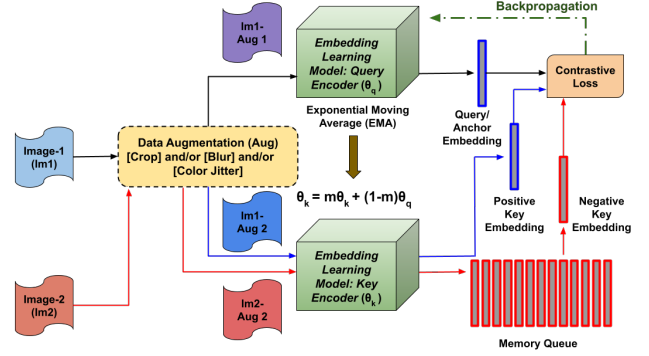 Backpropagation
Im1-
Aug 1
Embedding
Learning
Model: Query
Encoder (θq)
Contrastive
Loss
Query/
Anchor
Embedding
Exponential Moving
Average (EMA)
Image-1
(Im1)
Data Augmentation (Aug)
[Crop] and/or [Blur] and/or
[Color Jitter]
θk = mθk + (1-m)θq
Im1-
Aug 2
Positive
Key
Embedding
Negative
Key
Embedding
Embedding
Learning
Model: Key
Encoder (θk)
Image-2
(Im2)
Im2-
Aug 2
Memory Queue